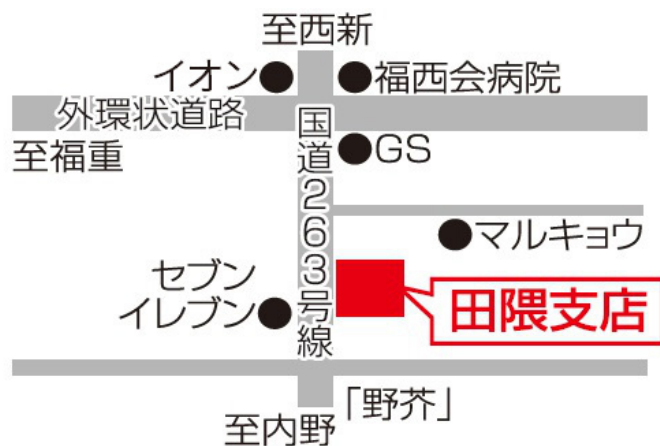 至西新
イオン
福西会病院
外環状道路
至福重
GS
国道263号線
マルキョウ
セブン
イレブン
田隈支店
「野芥」
至内野